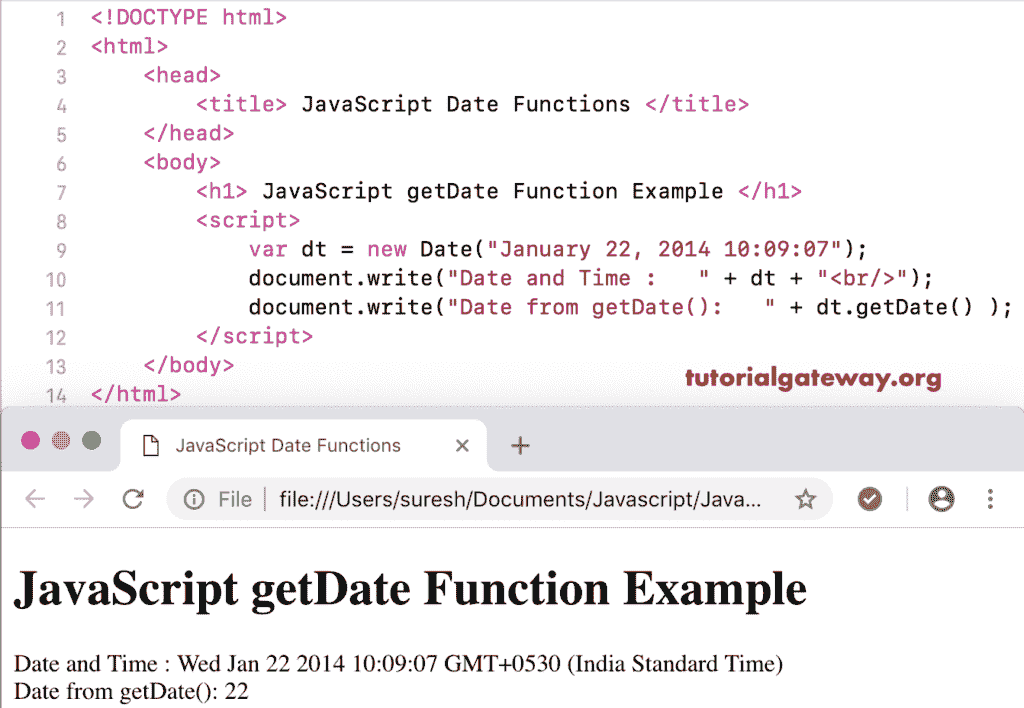 1 <!DOCTYPE html>
2 <html>
3 <head>
4 <title> JavaScript Date Functions </title>
5 </head>
6 <body>
7 <h1> JavaScript getDate Function Example </h1>
8 <script>
9 var dt = new Date("January 22, 2014 10:09:07");
10 document.write("Date and Time :   " + dt + "<br/>");
11 document.write("Date from getDate():   " + dt.getDate() );
12 </script>
13 </body>
tutorialgateway.org
14 </html>
JavaScript Date Functions
File file:///Users/suresh/Documents/Javascript/Java...
JavaScript getDate Function Example
Date and Time : Wed Jan 22 2014 10:09:07 GMT+0530 (India Standard Time)
Date from getDate(): 22